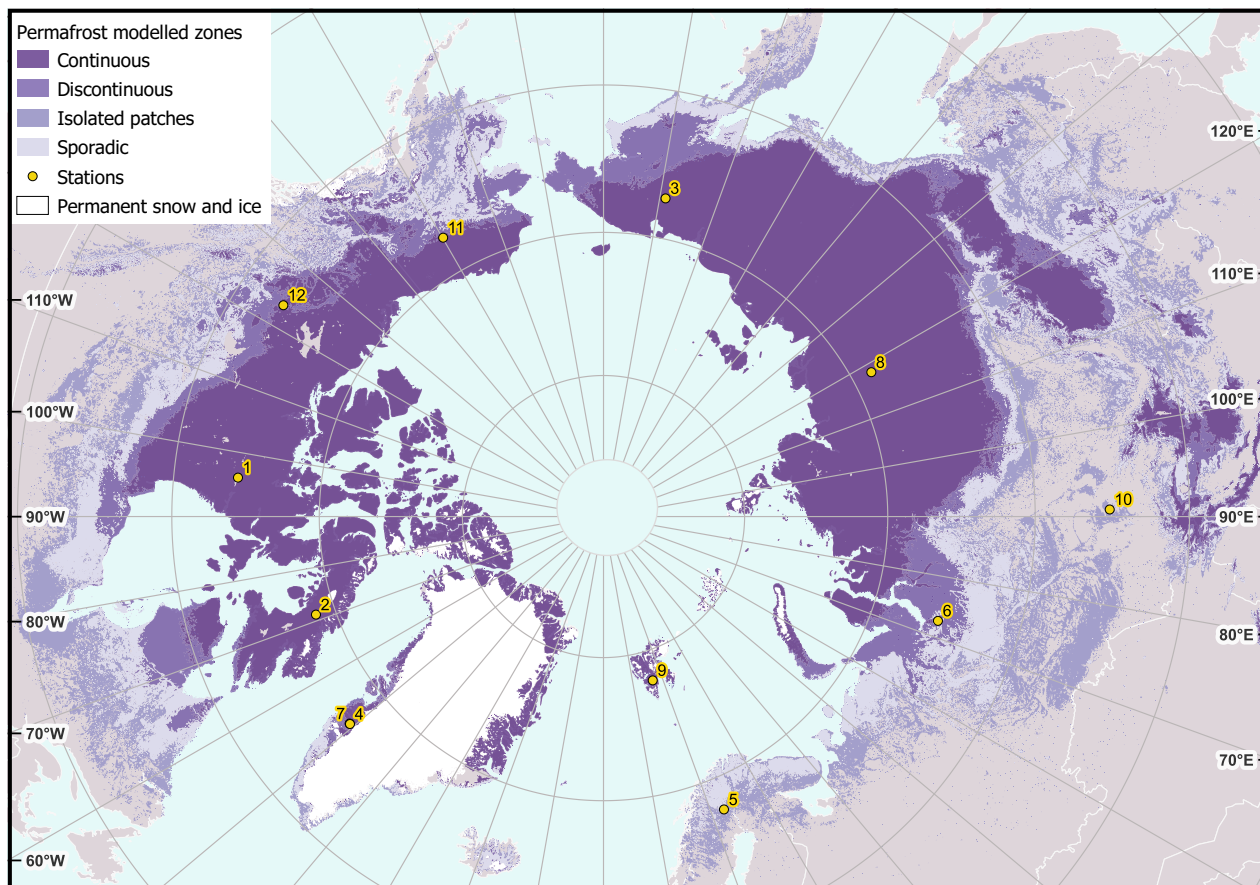 Permafrost modelled zones
Continuous
Discontinuous
Isolated patches
Sporadic
Stations
Permanent snow and ice
120°E
3
11
110°W
12
110°E
8
100°W
100°E
1
10
90°W
90°E
2
6
80°W
80°E
9
7 4
70°W
70°E
5
60°W